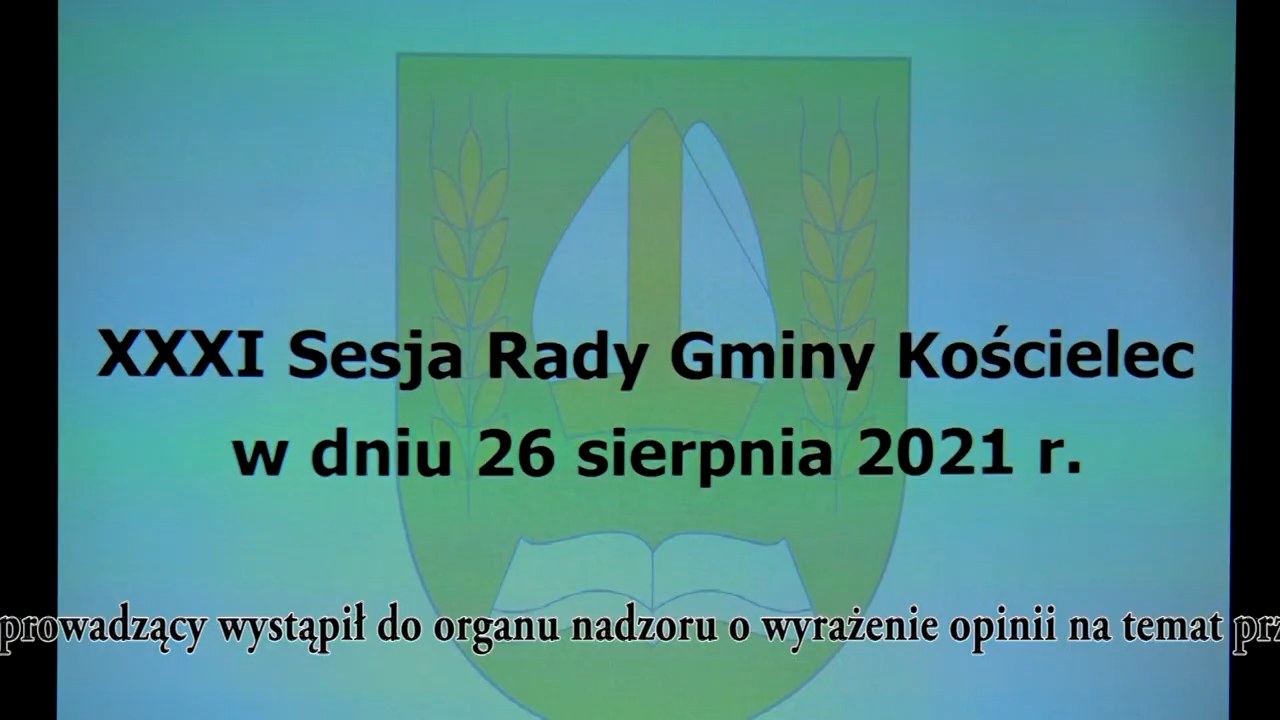 XXXI Sesja Rady Gminy Kościelec
w dniu 26 sierpnia 2021 r.
prowadzący wystąpił do organu nadzoru o wyrażenie opinii na temat